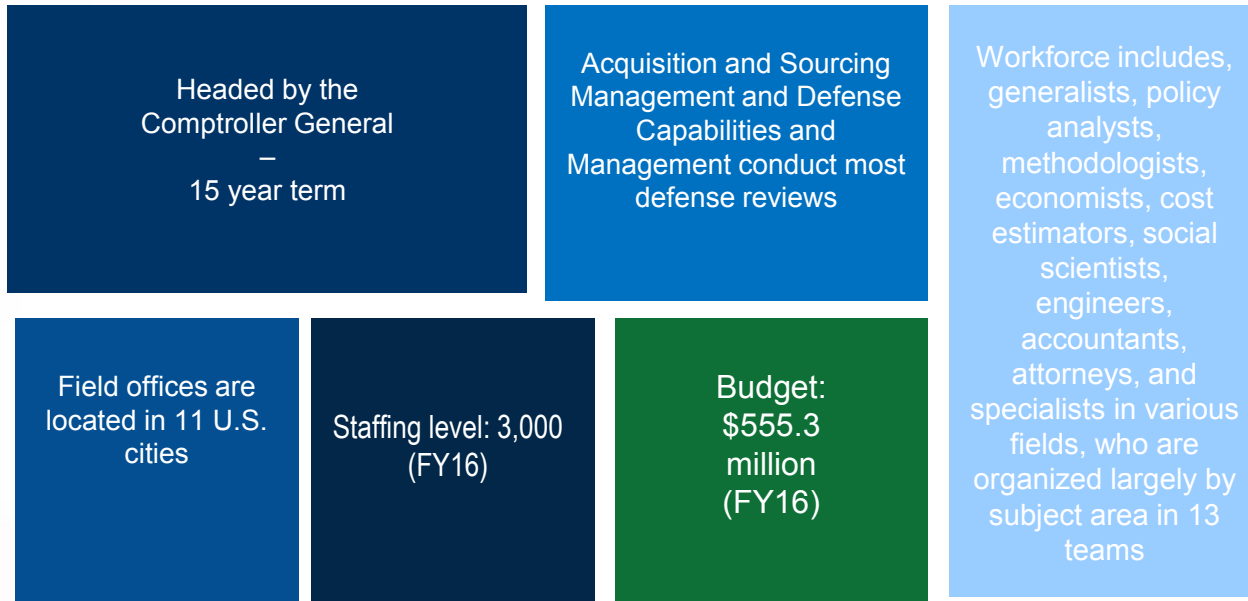 Headed by the
Comptroller General
–
15 year term
Acquisition and Sourcing
Management and Defense
Capabilities and
Management conduct most
defense reviews
Workforce includes,
generalists, policy
analysts,
methodologists,
economists, cost
estimators, social
scientists,
engineers,
accountants,
attorneys, and
specialists in various
fields, who are
organized largely by
subject area in 13
teams
Field offices are
located in 11 U.S.
cities
Staffing level: 3,000
(FY16)
Budget:
$555.3
million
(FY16)